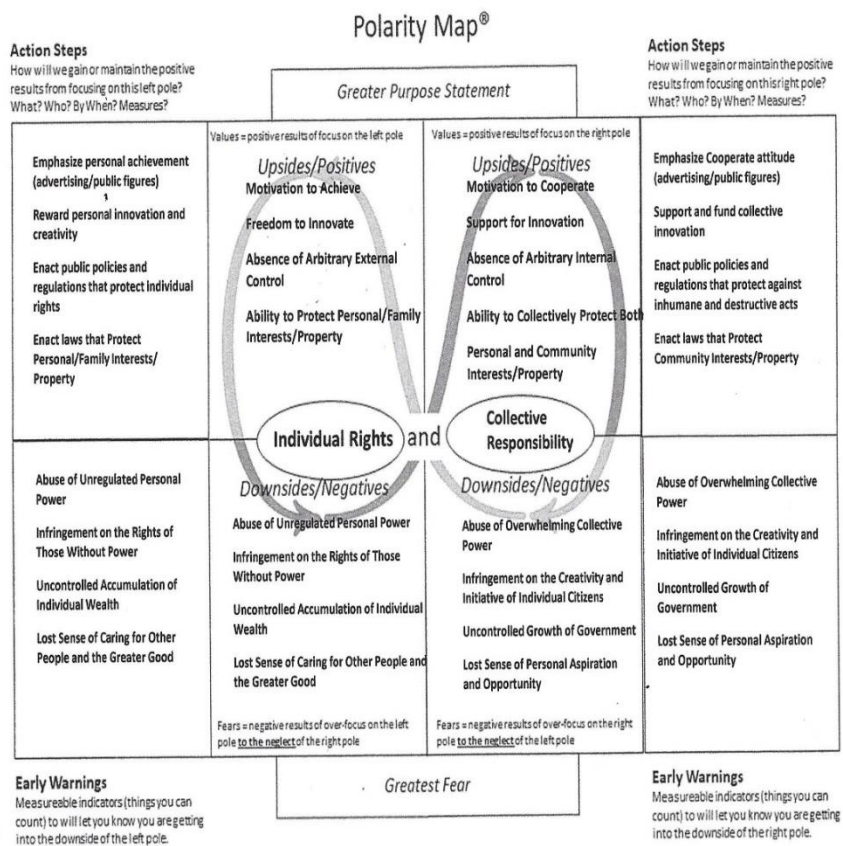 Polarity Map®
Action Steps
How will we gain or maintain the positive
results from focusing on this left pole?
What? Who? By When? Measures?
Action Steps
How will we gain or maintain the positive
results from focusing on this right pole?
What? Who? By When? Measures?
Greater Purpose Statement
Emphasize personal achievement
(advertising/public figures)
Reward personal innovation and
creativity
Enact public policies and
regulations that protect individual
rights
Enact laws that Protect
Personal/Family Interests/
Property
Values = positive results of focus on the left pole
Upsides/Positives
Motivation to Achieve
Freedom to Innovate
Absence of Arbitrary External
Control
Ability to Protect Personal/Family
Interests/Property
Values = positive results of focus on the right pole
Upsides/Positives
Motivation to Cooperate
Support for Innovation
Absence of Arbitrary Internal
Control
Ability to Collectively Protect Both
Personal and Community
Interests/Property
Emphasize Cooperate attitude
(advertising/public figures)
Support and fund collective
innovation
Enact public policies and
regulations that protect against
inhumane and destructive acts
Enact laws that Protect
Community Interests/Property
Individual Rights and Collective
Responsibility
Abuse of Unregulated Personal
Power
Infringement on the Rights of
Those Without Power
Uncontrolled Accumulation of
Individual Wealth
Lost Sense of Caring for Other
People and the Greater Good
Downsides/Negatives
Abuse of Unregulated Personal Power
Infringement on the Rights of Those
Without Power
Uncontrolled Accumulation of Individual
Wealth
Lost Sense of Caring for Other People and
the Greater Good
Fears = negative results of over-focus on the left
pole to the neglect of the right pole
Downsides/Negatives
Abuse of Overwhelming Collective
Power
Infringement on the Creativity and
Initiative of Individual Citizens
Uncontrolled Growth of Government
Lost Sense of Personal Aspiration
and Opportunity
Fears = negative results of over-focus on the right
pole to the neglect of the left pole
Abuse of Overwhelming Collective
Power
Infringement on the Creativity and
Initiative of Individual Citizens
Uncontrolled Growth of
Government
Lost Sense of Personal Aspiration
and Opportunity
Early Warnings
Measureable indicators (things you can
count) to will let you know you are getting
into the downside of the left pole.
Greatest Fear
Early Warnings
Measureable indicators (things you can
count) to will let you know you are getting
into the downside of the right pole.